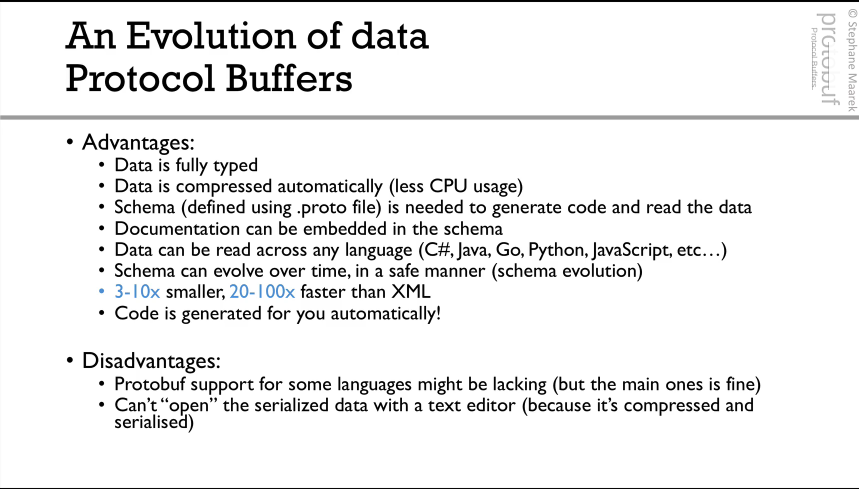 An Evolution of data
Protocol Buffers
© Stephane Maarek
protobuf
Protocol Buffers
• Advantages:
• Data is fully typed
• Data is compressed automatically (less CPU usage)
• Schema (defined using .proto file) is needed to generate code and read the data
• Documentation can be embedded in the schema
• Data can be read across any language (C#, Java, Go, Python, JavaScript, etc…)
• Schema can evolve over time, in a safe manner (schema evolution)
• 3-10x smaller, 20-100x faster than XML
• Code is generated for you automatically!
• Disadvantages:
• Protobuf support for some languages might be lacking (but the main ones is fine)
• Can’t “open” the serialized data with a text editor (because it’s compressed and
serialised)